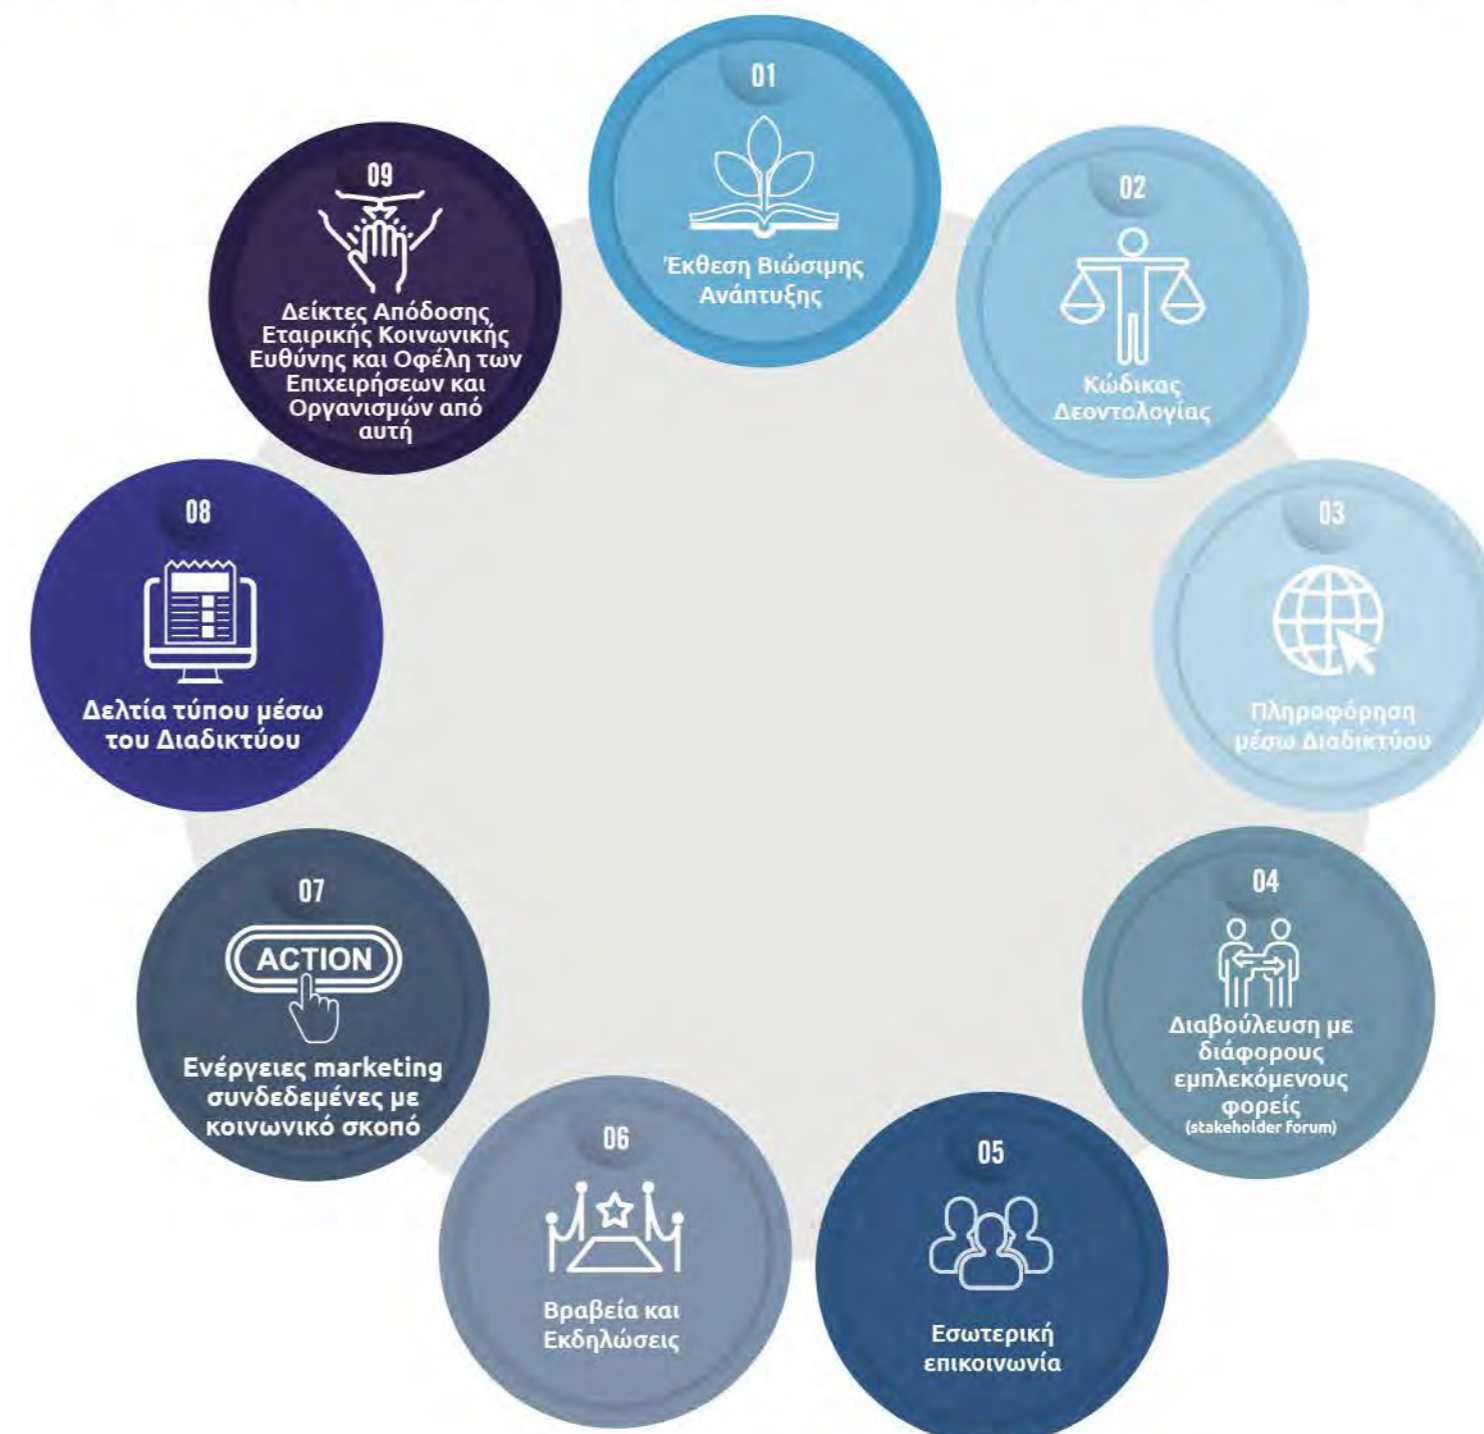 01
Έκθεση Βιώσιμης
Ανάπτυξης
02
Κώδικας
Δεοντολογίας
03
Πληροφόρηση
μέσω Διαδικτύου
04
Διαβούλευση με
διάφορους
εμπλεκόμενους
φορείς
(stakeholder forum)
05
Εσωτερική
επικοινωνία
06
Βραβεία και
Εκδηλώσεις
07
ACTION
Ενέργειες marketing
συνδεδεμένες με
κοινωνικό σκοπό
08
Δελτία τύπου μέσω
του Διαδικτύου
09
Δείκτες Απόδοσης
Εταιρικής Κοινωνικής
Ευθύνης και Οφέλη των
Επιχειρήσεων και
Οργανισμών από
αυτή